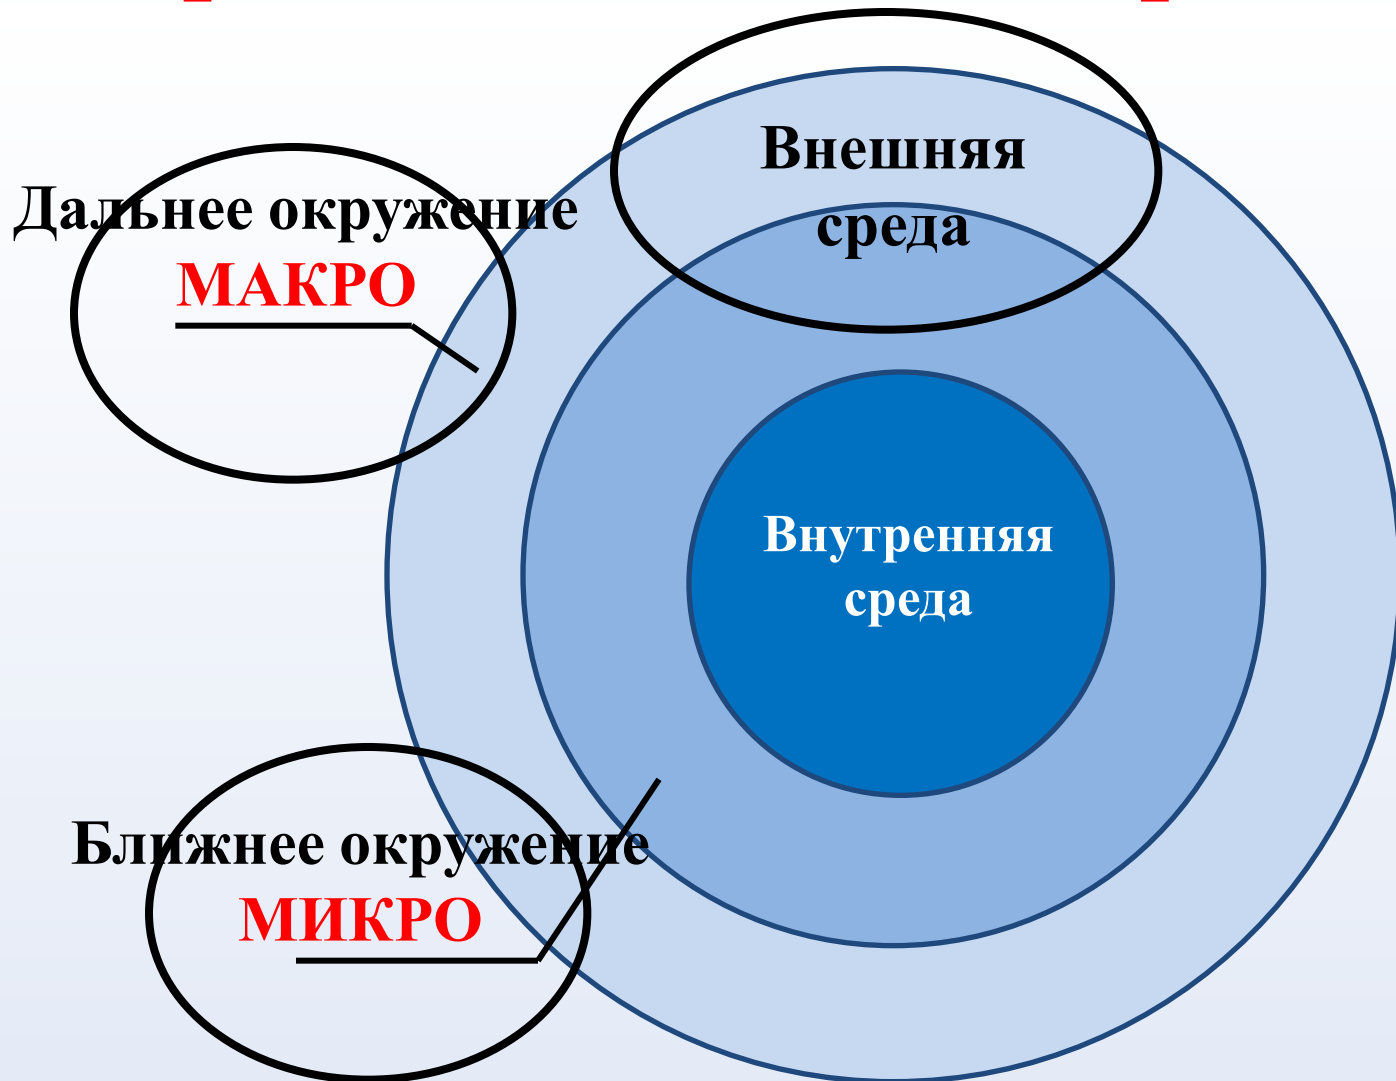 Внешняя
среда
Дальнее окружение
МАКРО
Внутренняя
среда
Ближнее окружение
МИКРО